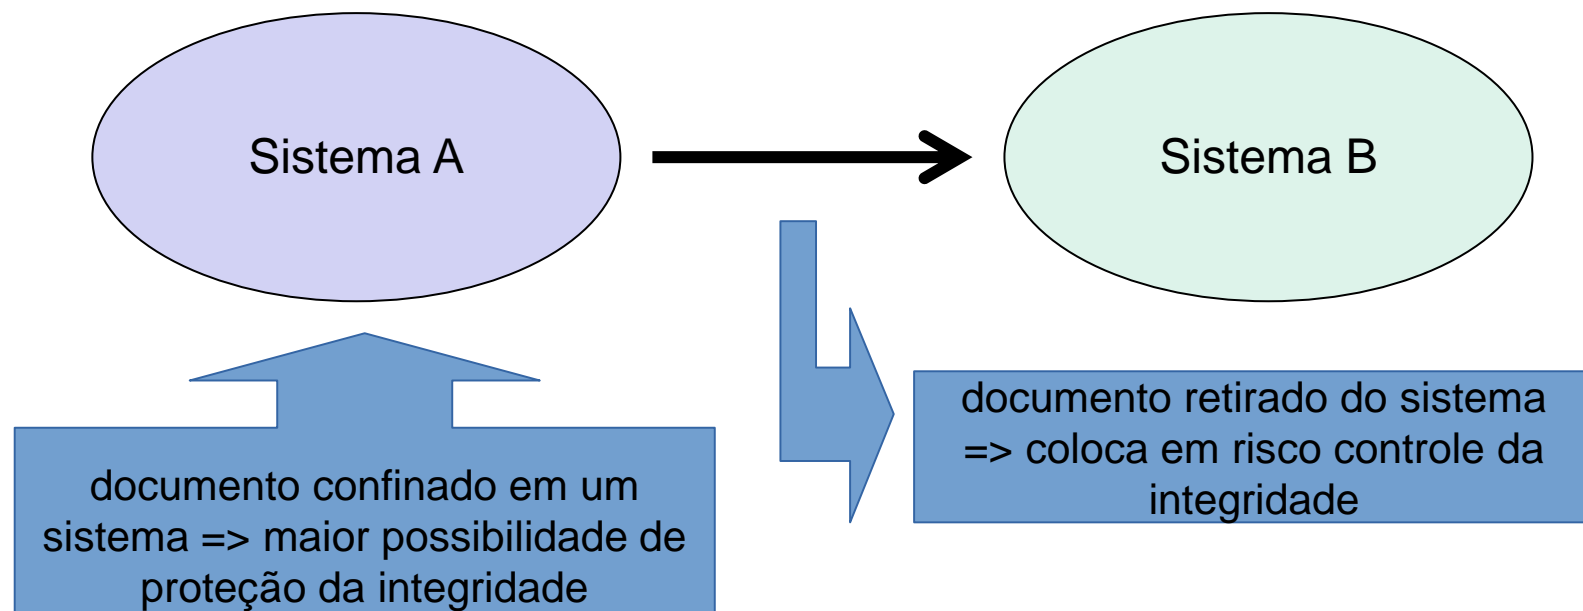 Sistema A
Sistema B
documento retirado do sistema
=> coloca em risco controle da
integridade
documento confinado em um
sistema => maior possibilidade de
proteção da integridade